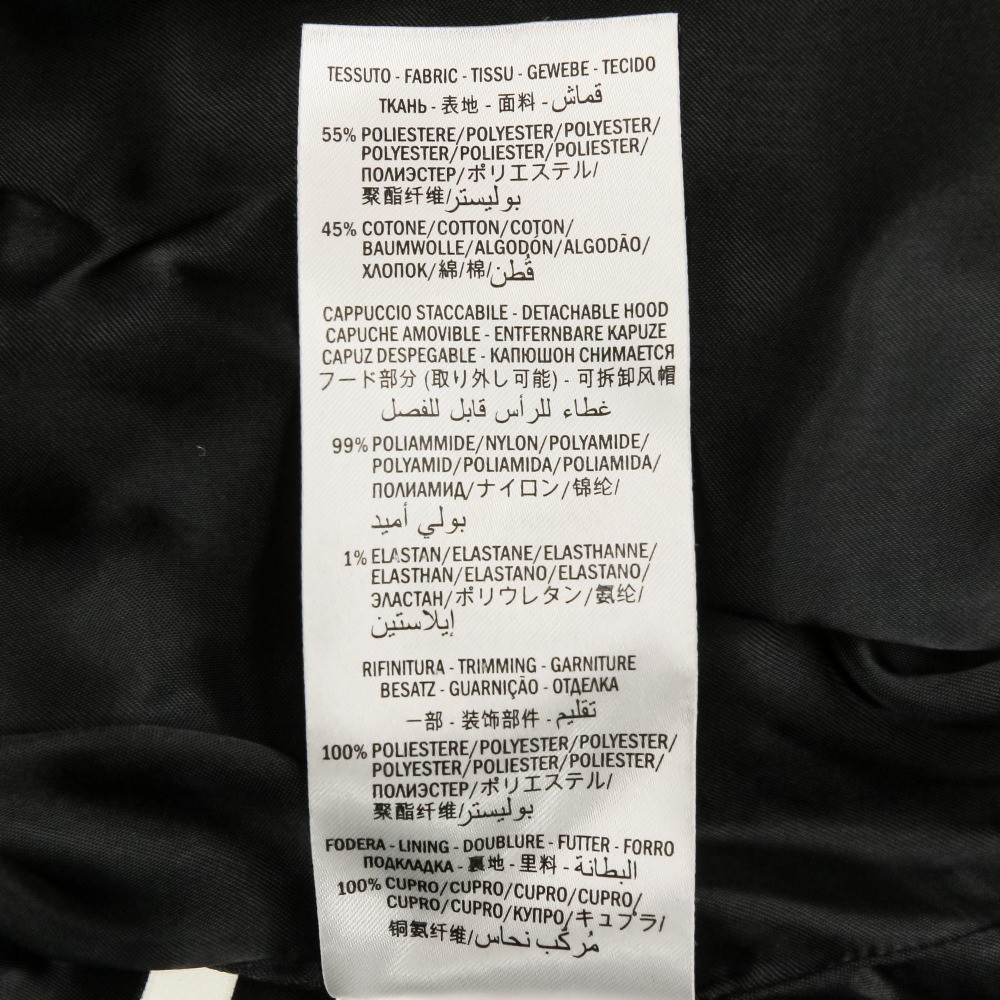 TESSUTO - FABRIC - TISSU - GEWEBE - TECIDO
ТКАНЬ - 表地 - 面料 - قماش
55% POLIESTERE/POLYESTER/POLYESTER/
POLYESTER/POLIESTER/POLIESTER/
ПОЛИЭСТЕР/ポリエステル/
聚酯纤维/بوليستر
45% COTONE/COTTON/COTON/
BAUMWOLLE/ALGODÓN/ALGODÃO/
ХЛОПОК/綿/棉/قُطن
CAPPUCCIO STACCABILE - DETACHABLE HOOD
CAPUCHE AMOVIBLE - ENTFERNBARE KAPUZE
CAPUZ DESPEGABLE - КАПЮШОН СНИМАЕТСЯ
フード部分 (取り外し可能) - 可拆卸风帽
غطاء للرأس قابل للفصل
99% POLIAMMIDE/NYLON/POLYAMIDE/
POLYAMID/POLIAMIDA/POLIAMIDA/
ПОЛИАМИД/ナイロン/锦纶/
بولي أميد
1% ELASTAN/ELASTANE/ELASTHANNE/
ELASTHAN/ELASTANO/ELASTANO/
ЭЛАСТАН/ポリウレタン/氨纶/
إيلاستين
RIFINITURA - TRIMMING - GARNITURE
BESATZ - GUARNIÇÃO - ОТДЕЛКА
一部 - 装饰部件 - تقليم
100% POLIESTERE/POLYESTER/POLYESTER/
POLYESTER/POLIESTER/POLIESTER/
ПОЛИЭСТЕР/ポリエステル/
聚酯纤维/بوليستر
FODERA - LINING - DOUBLURE - FUTTER - FORRO
ПОДКЛАДКА - 裏地 - 里料 - البطانة
100% CUPRO/CUPRO/CUPRO/CUPRO/
CUPRO/CUPRO/КУПРО/キュプラ/
铜氨纤维/مُركّب نحاس